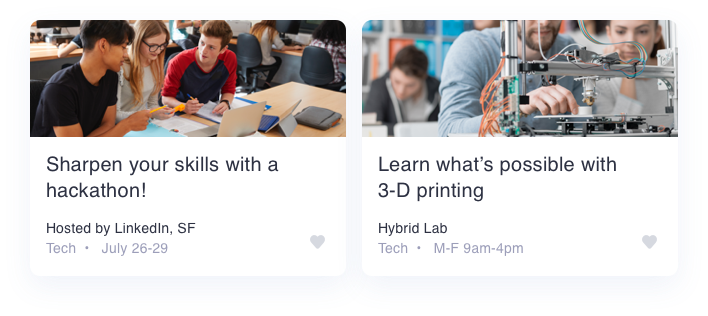 Sharpen your skills with a
hackathon!
Hosted by LinkedIn, SF
Tech • July 26-29
Learn what’s possible with
3-D printing
Hybrid Lab
Tech • M-F 9am-4pm